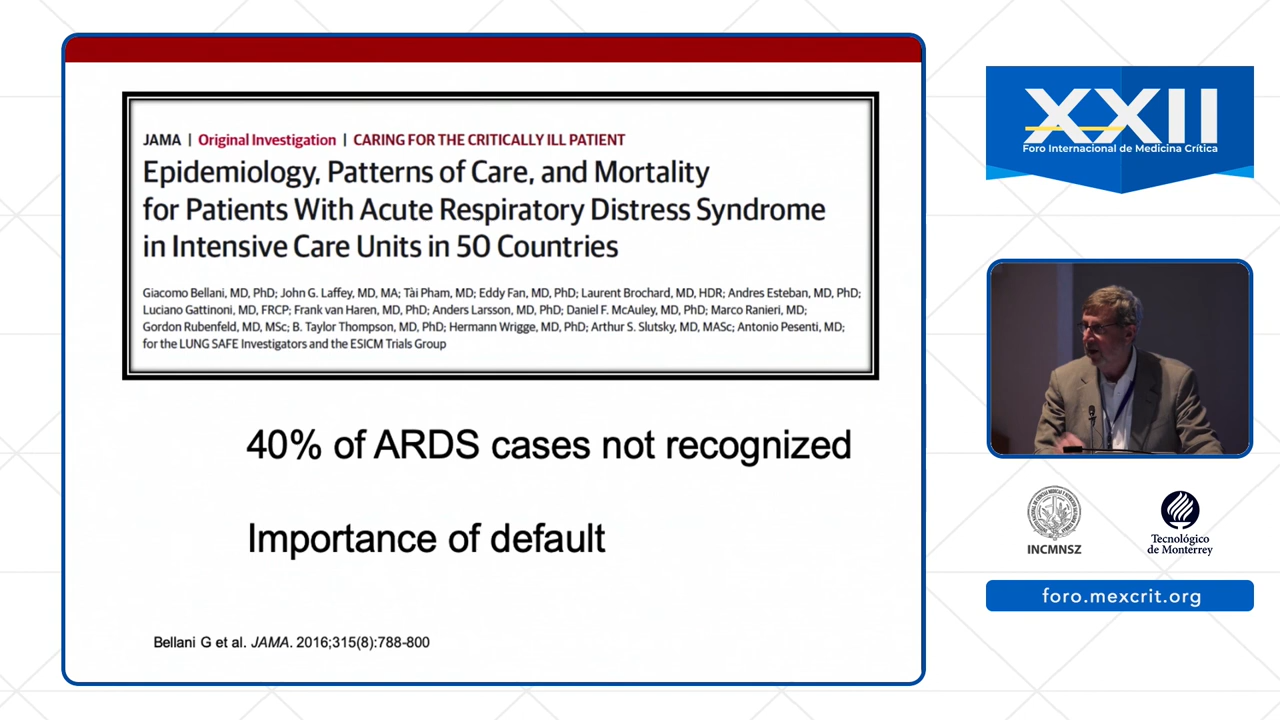 JAMA | Original Investigation | CARING FOR THE CRITICALLY ILL PATIENT
Epidemiology, Patterns of Care, and Mortality
for Patients With Acute Respiratory Distress Syndrome
in Intensive Care Units in 50 Countries
Giacomo Bellani, MD, PhD; John G. Laffey, MD, MA; Tài Pham, MD; Eddy Fan, MD, PhD; Laurent Brochard, MD, HDR; Andres Esteban, MD, PhD;
Luciano Gattinoni, MD, FRCP; Frank van Haren, MD, PhD; Anders Larsson, MD, PhD; Daniel F. McAuley, MD, PhD; Marco Ranieri, MD;
Gordon Rubenfeld, MD, MSc; B. Taylor Thompson, MD, PhD; Hermann Wrigge, MD, PhD; Arthur S. Slutsky, MD, MASc; Antonio Pesenti, MD;
for the LUNG SAFE Investigators and the ESICM Trials Group
40% of ARDS cases not recognized
Importance of default
Bellani G et al. JAMA. 2016;315(8):788-800
XXII
Foro Internacional de Medicina Crítica
INCMNSZ
Tecnológico
de Monterrey
foro.mexcrit.org